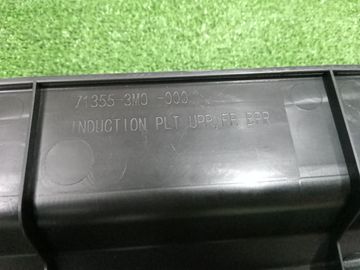 71355-3M0 -000
INDUCTION PLT UPP,FR BPR